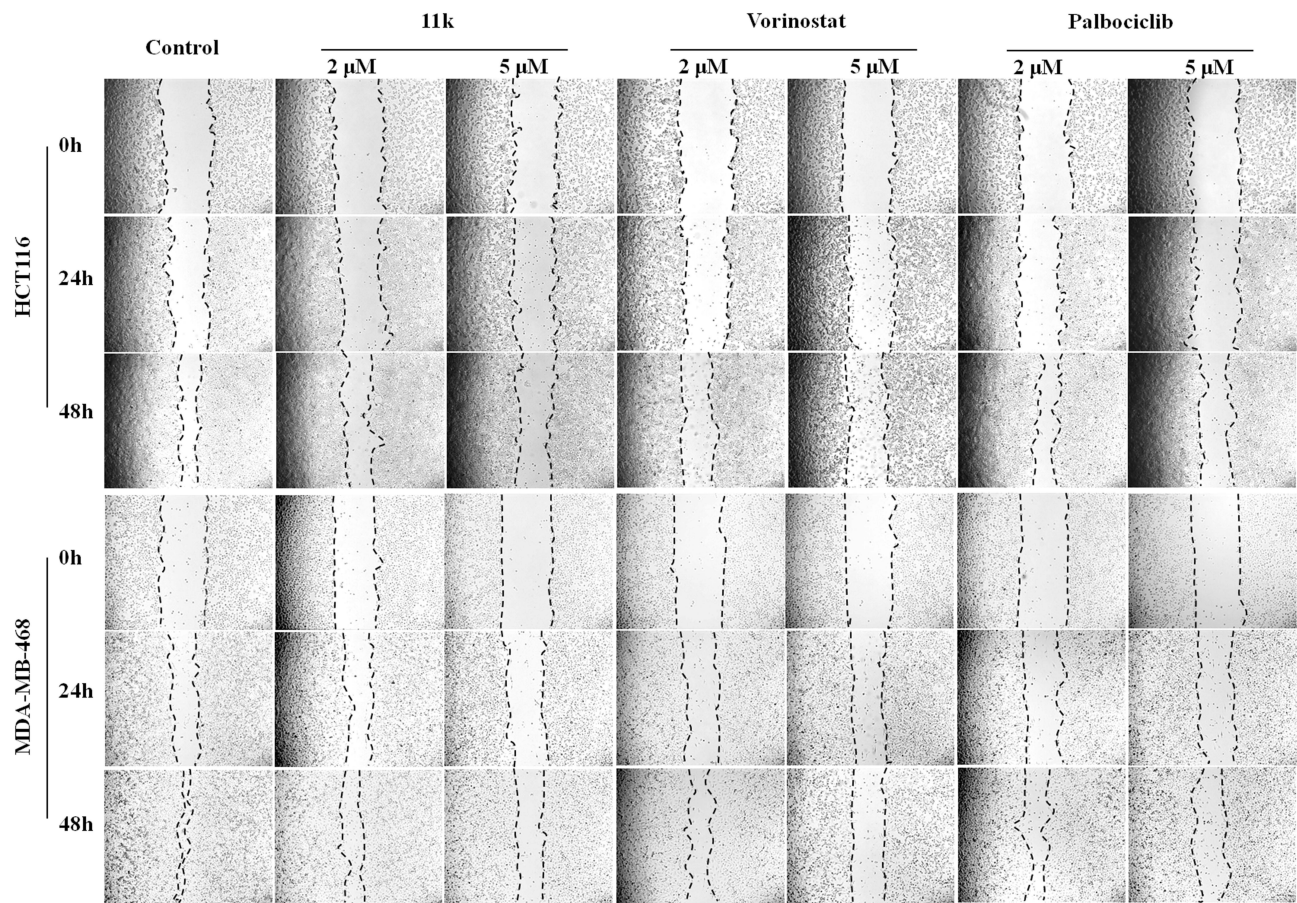 11k Vorinostat Palbociclib
Control
2 μM 5 μM 2 μM 5 μM 2 μM 5 μM
HCT116
0h
24h
48h
MDA-MB-468
0h
24h
48h